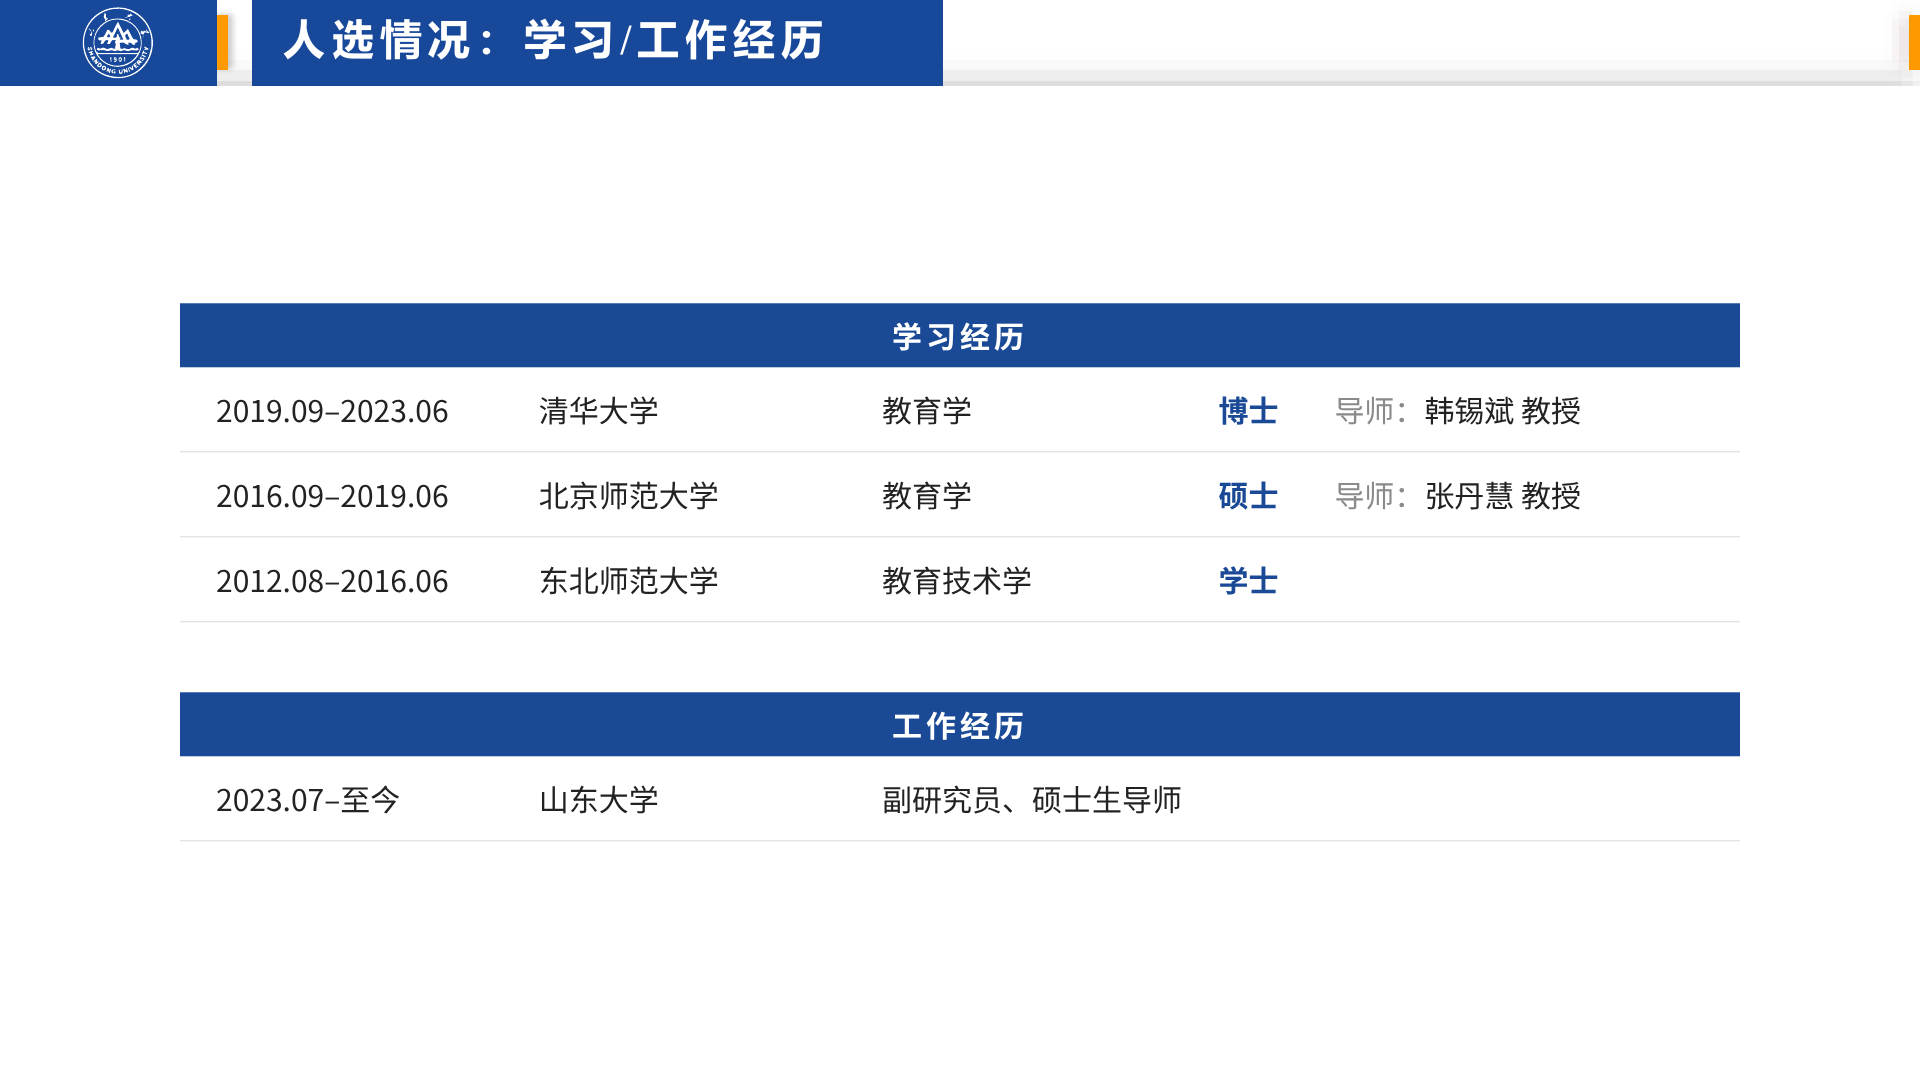 SHANDONG UNIVERSITY
1901
人选情况：学习/工作经历
学习经历
2019.09–2023.06 清华大学 教育学 博士 导师：韩锡斌 教授
2016.09–2019.06 北京师范大学 教育学 硕士 导师：张丹慧 教授
2012.08–2016.06 东北师范大学 教育技术学 学士
工作经历
2023.07–至今 山东大学 副研究员、硕士生导师